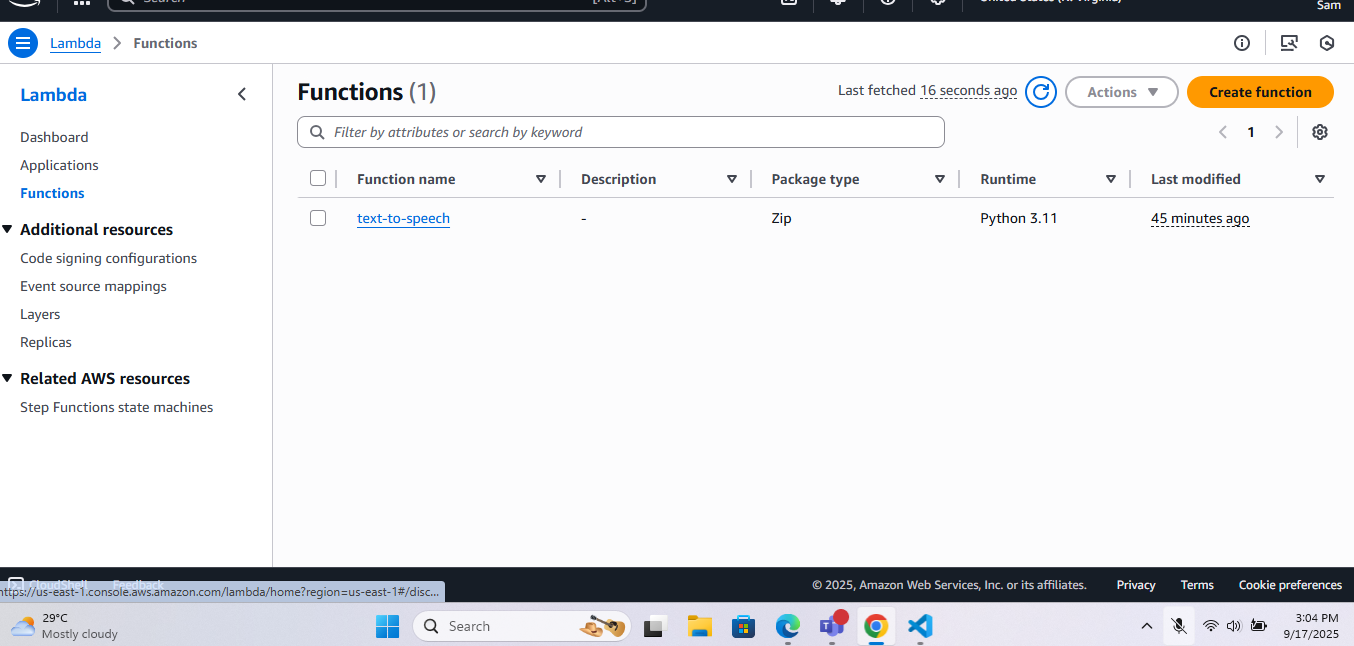 Search
[Alt+S]
United States (N. Virginia)
Sam
Lambda
Functions
Lambda
Dashboard
Applications
Functions
Additional resources
Code signing configurations
Event source mappings
Layers
Replicas
Related AWS resources
Step Functions state machines
Functions (1)
Last fetched 16 seconds ago
Actions
Create function
Filter by attributes or search by keyword
1
Function name Description Package type Runtime Last modified
text-to-speech - Zip Python 3.11 45 minutes ago
CloudShell Feedback
© 2025, Amazon Web Services, Inc. or its affiliates. Privacy Terms Cookie preferences
https://us-east-1.console.aws.amazon.com/lambda/home?region=us-east-1#/disc...
29°C
Mostly cloudy
Search
3:04 PM
9/17/2025